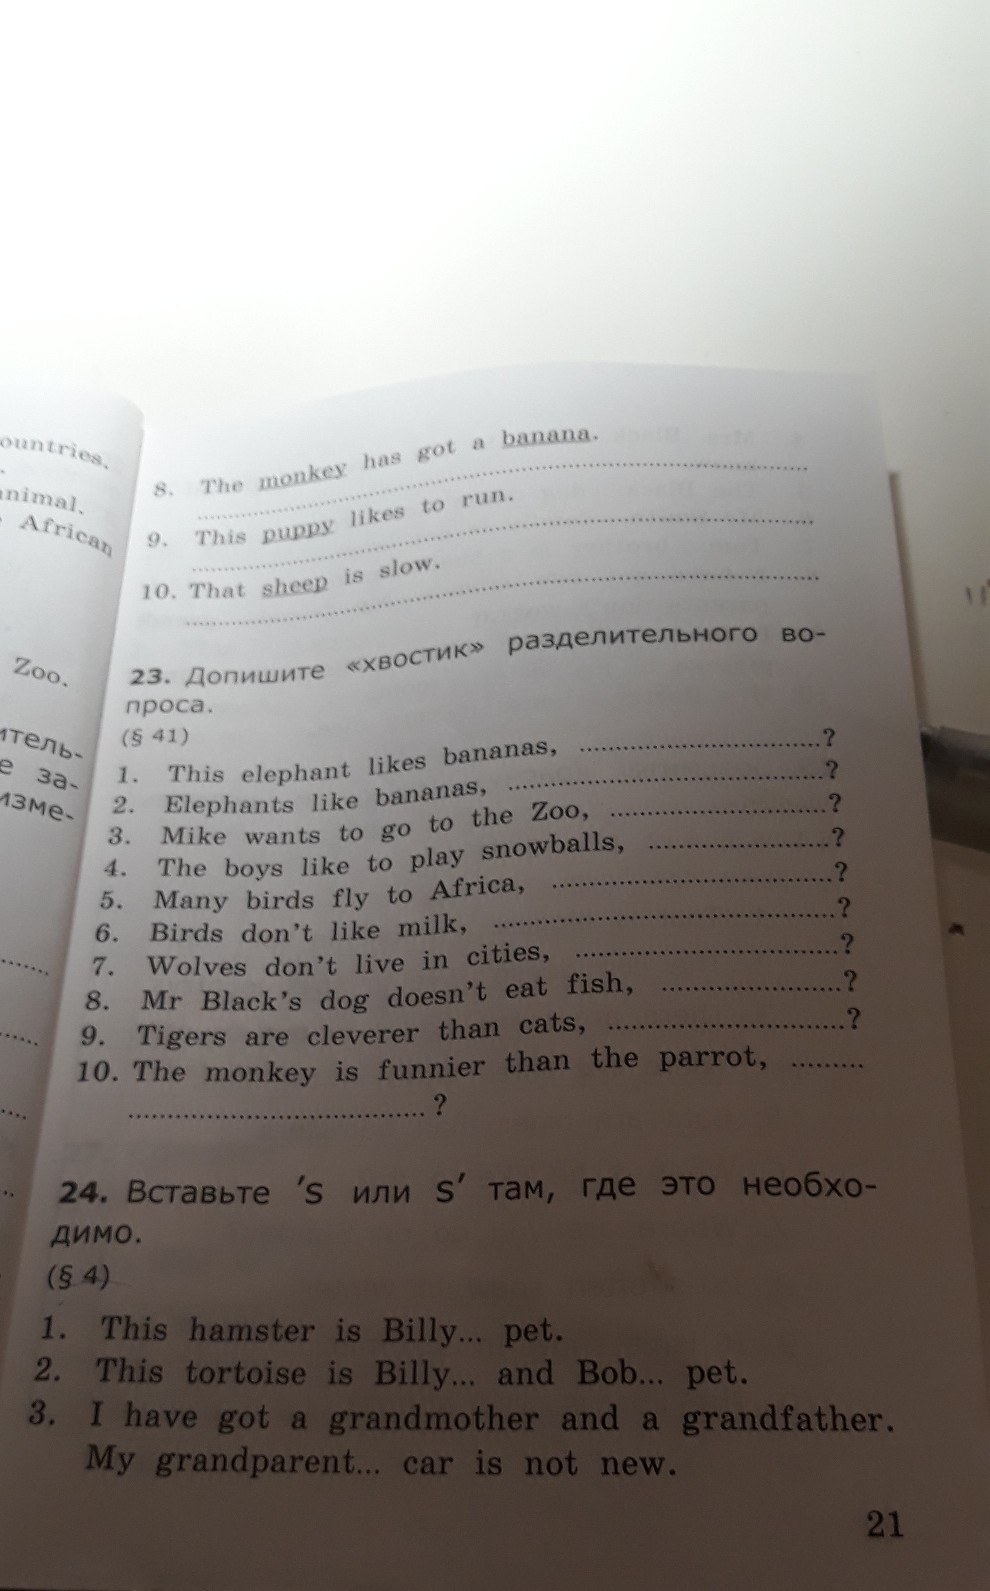 ountries.
.
nimal.
African
Zoo.
итель-
е за-
изме-
8. The monkey has got a banana.
9. This puppy likes to run.
10. That sheep is slow.
23. Допишите «хвостик» разделительного во-
проса.
(§ 41)
1. This elephant likes bananas, ..............................?
2. Elephants like bananas, ..............................?
3. Mike wants to go to the Zoo, ..............................?
4. The boys like to play snowballs, ..............................?
5. Many birds fly to Africa, ..............................?
6. Birds don't like milk, ..............................?
7. Wolves don't live in cities, ..............................?
8. Mr Black's dog doesn't eat fish, ..............................?
9. Tigers are cleverer than cats, ..............................?
10. The monkey is funnier than the parrot, .........
.....................................?
24. Вставьте 's или s' там, где это необхо-
димо.
(§ 4)
1. This hamster is Billy... pet.
2. This tortoise is Billy... and Bob... pet.
3. I have got a grandmother and a grandfather.
My grandparent... car is not new.
21